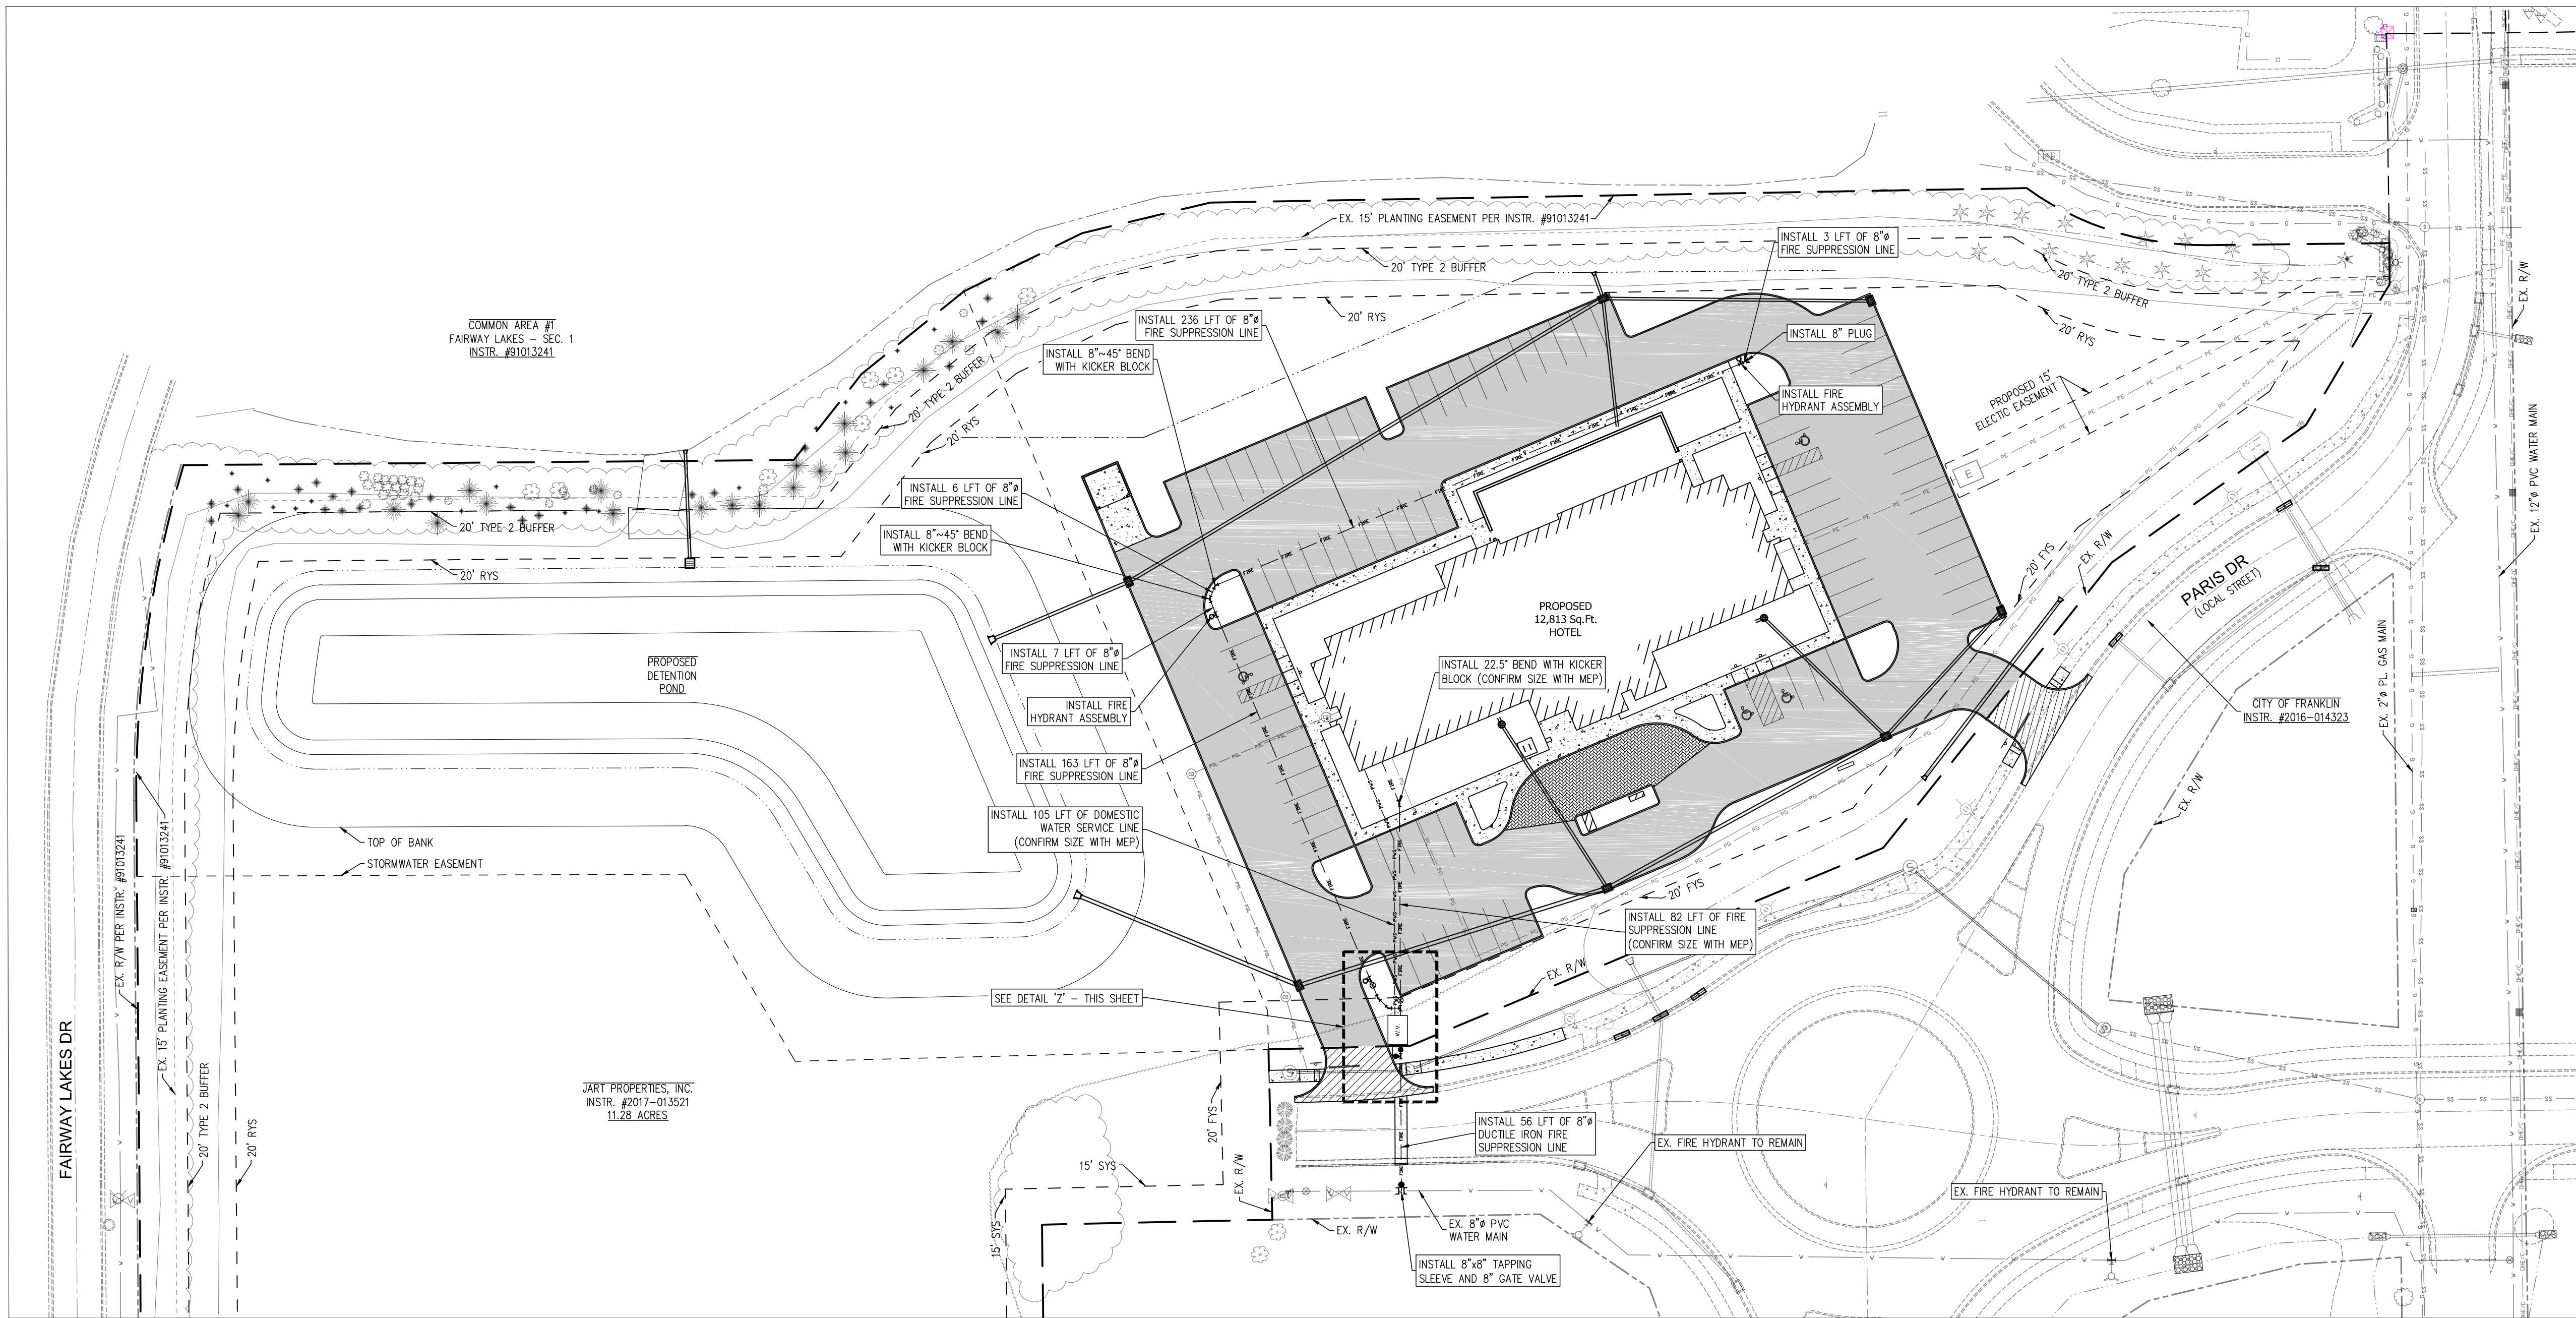 COMMON AREA #1
FAIRWAY LAKES - SEC. 1
INSTR. #91013241
EX. 15' PLANTING EASEMENT PER INSTR. #91013241
20' TYPE 2 BUFFER
20' RYS
INSTALL 3 LFT OF 8"ø
FIRE SUPPRESSION LINE
INSTALL 8" PLUG
INSTALL FIRE
HYDRANT ASSEMBLY
20' TYPE 2 BUFFER
20' RYS
PROPOSED 15'
ELECTIC EASEMENT
E
EX. R/W
EX. 12"ø PVC WATER MAIN
INSTALL 236 LFT OF 8"ø
FIRE SUPPRESSION LINE
INSTALL 8"~45° BEND
WITH KICKER BLOCK
20' TYPE 2 BUFFER
20' RYS
INSTALL 6 LFT OF 8"ø
FIRE SUPPRESSION LINE
INSTALL 8"~45° BEND
WITH KICKER BLOCK
20' TYPE 2 BUFFER
20' RYS
PROPOSED
DETENTION
POND
INSTALL 7 LFT OF 8"ø
FIRE SUPPRESSION LINE
INSTALL FIRE
HYDRANT ASSEMBLY
INSTALL 163 LFT OF 8"ø
FIRE SUPPRESSION LINE
INSTALL 105 LFT OF DOMESTIC
WATER SERVICE LINE
(CONFIRM SIZE WITH MEP)
PROPOSED
12,813 Sq.Ft.
HOTEL
INSTALL 22.5° BEND WITH KICKER
BLOCK (CONFIRM SIZE WITH MEP)
20' FYS
EX. R/W
PARIS DR
(LOCAL STREET)
CITY OF FRANKLIN
INSTR. #2016-014323
EX. 2"ø PL. GAS MAIN
EX. R/W
TOP OF BANK
STORMWATER EASEMENT
20' FYS
INSTALL 82 LFT OF FIRE
SUPPRESSION LINE
(CONFIRM SIZE WITH MEP)
EX. R/W
SEE DETAIL 'Z' - THIS SHEET
W.V.
FAIRWAY LAKES DR
EX. R/W PER INSTR. #91013241
EX. 15' PLANTING EASEMENT PER INSTR. #91013241
20' TYPE 2 BUFFER
20' RYS
JART PROPERTIES, INC.
INSTR. #2017-013521
11.28 ACRES
20' FYS
15' SYS
15' SYS
EX. R/W
INSTALL 56 LFT OF 8"ø
DUCTILE IRON FIRE
SUPPRESSION LINE
EX. FIRE HYDRANT TO REMAIN
EX. FIRE HYDRANT TO REMAIN
EX. R/W
EX. 8"ø PVC
WATER MAIN
INSTALL 8"x8" TAPPING
SLEEVE AND 8" GATE VALVE